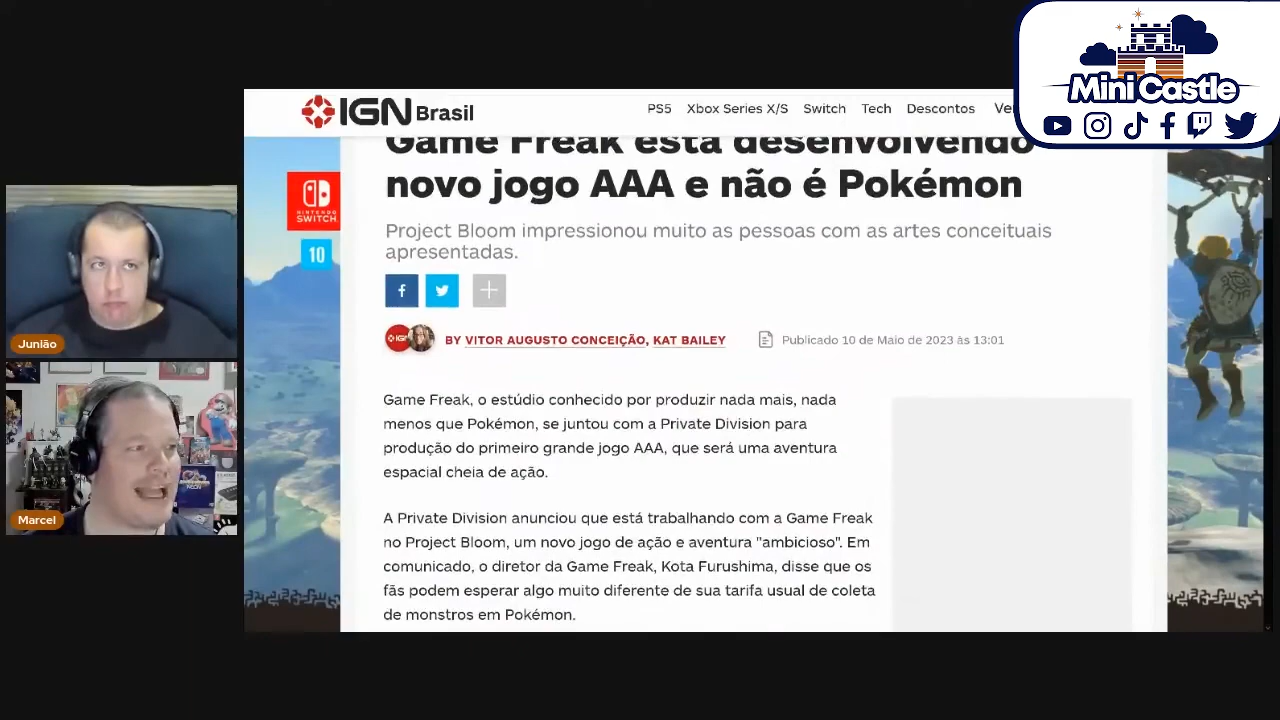 Mini Castle
IGN Brasil
PS5 Xbox Series X/S Switch Tech Descontos
Game Freak está desenvolvendo
novo jogo AAA e não é Pokémon
NINTENDO
SWITCH
Project Bloom impressionou muito as pessoas com as artes conceituais
apresentadas.
10
BY VITOR AUGUSTO CONCEIÇÃO, KAT BAILEY Publicado 10 de Maio de 2023 às 13:01
Junião
Game Freak, o estúdio conhecido por produzir nada mais, nada
menos que Pokémon, se juntou com a Private Division para
produção do primeiro grande jogo AAA, que será uma aventura
espacial cheia de ação.
Marcel
A Private Division anunciou que está trabalhando com a Game Freak
no Project Bloom, um novo jogo de ação e aventura "ambicioso". Em
comunicado, o diretor da Game Freak, Kota Furushima, disse que os
fãs podem esperar algo muito diferente de sua tarifa usual de coleta
de monstros em Pokémon.